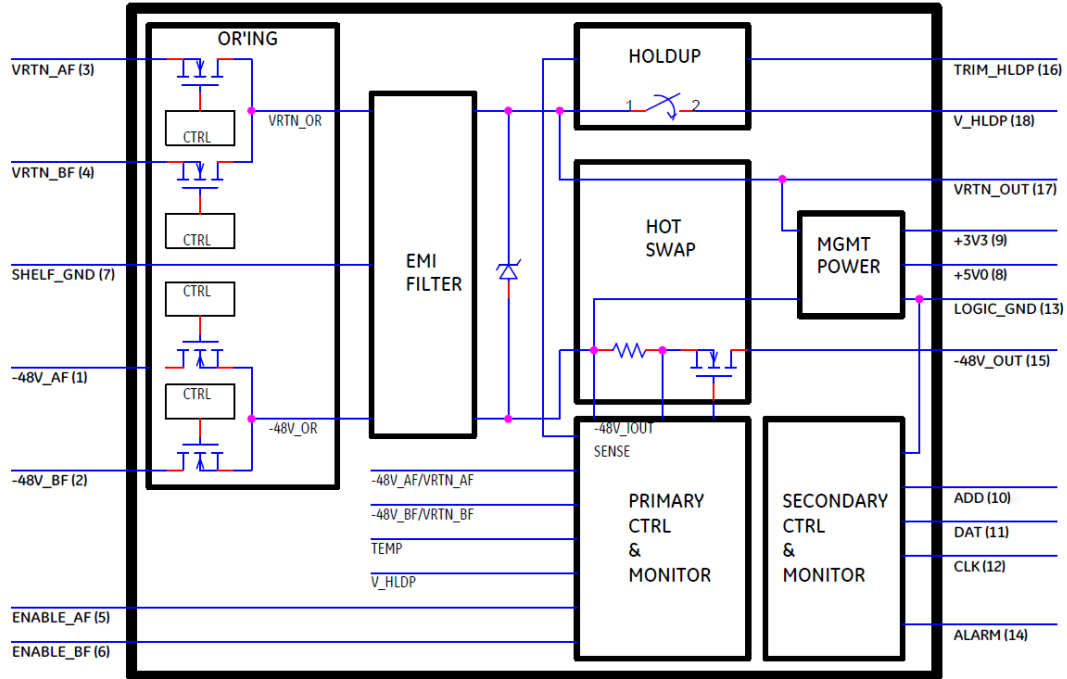 OR'ING
HOLDUP
VRTN_AF (3)
TRIM_HLDP (16)
1
2
CTRL
VRTN_OR
V_HLDP (18)
VRTN_BF (4)
VRTN_OUT (17)
HOT
SWAP
CTRL
MGMT
POWER
+3V3 (9)
EMI
FILTER
SHELF_GND (7)
+5V0 (8)
CTRL
LOGIC_GND (13)
-48V_OUT (15)
-48V_AF (1)
CTRL
-48V_OR
-48V_IOUT
SENSE
-48V_BF (2)
-48V_AF/VRTN_AF
PRIMARY
CTRL
&
MONITOR
SECONDARY
CTRL
&
MONITOR
ADD (10)
-48V_BF/VRTN_BF
DAT (11)
TEMP
CLK (12)
V_HLDP
ENABLE_AF (5)
ALARM (14)
ENABLE_BF (6)